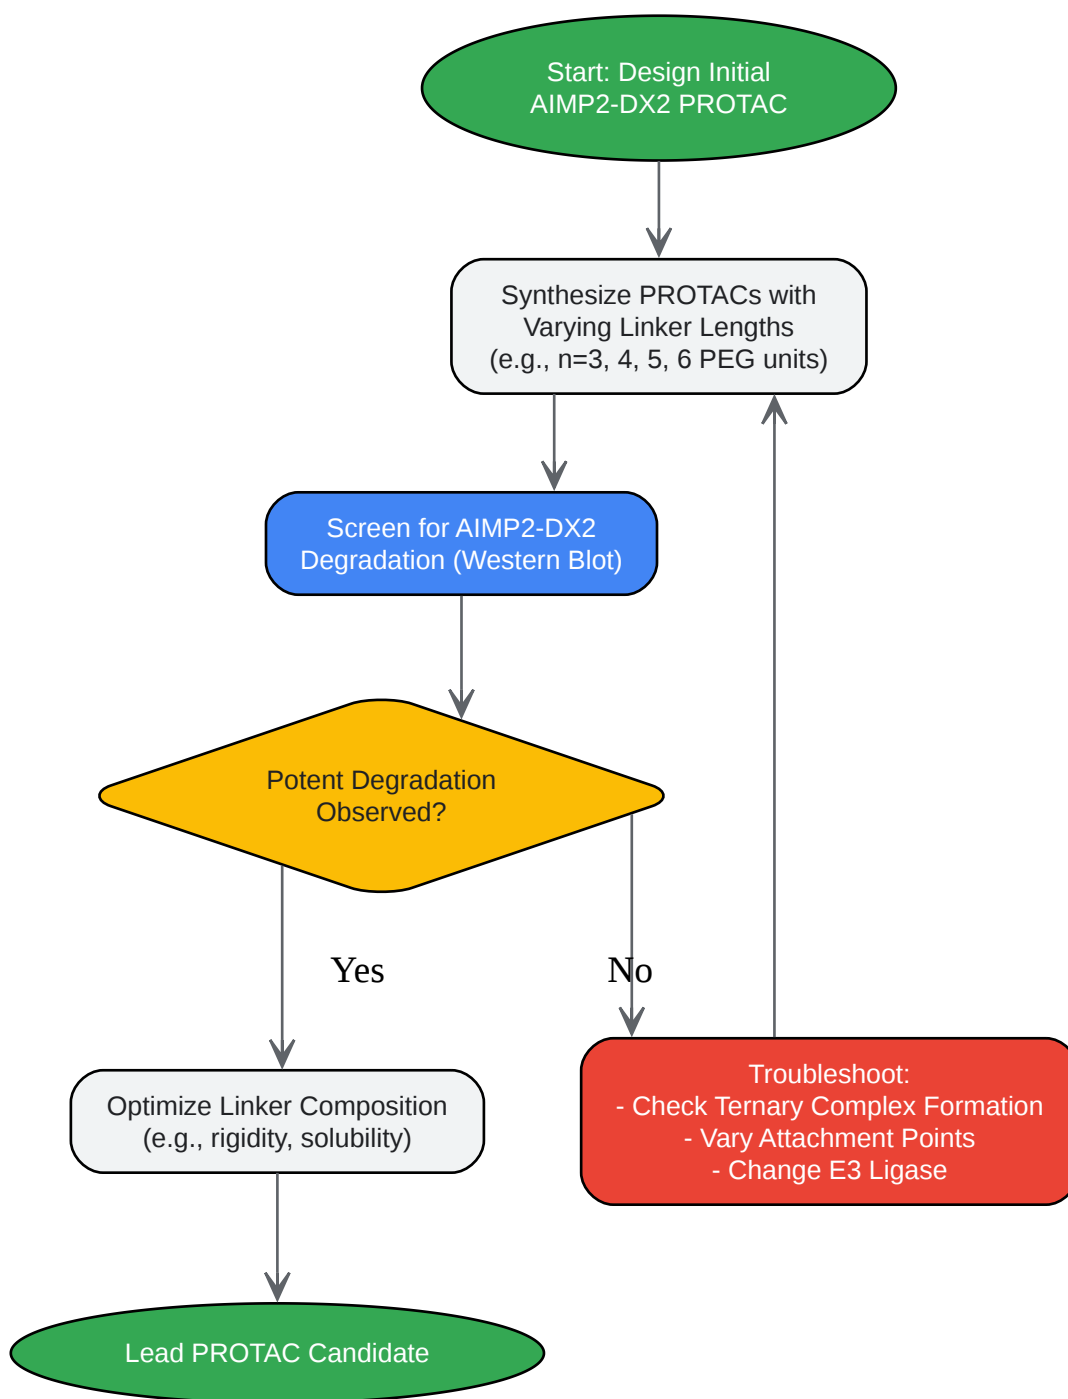 Start: Design Initial
AIMP2-DX2 PROTAC
Synthesize PROTACs with
Varying Linker Lengths
(e.g., n=3, 4, 5, 6 PEG units)
Screen for AIMP2-DX2
Degradation (Western Blot)
Potent Degradation
Observed?
Yes
No
Troubleshoot:
- Check Ternary Complex Formation
- Vary Attachment Points
- Change E3 Ligase
Optimize Linker Composition
(e.g., rigidity, solubility)
Lead PROTAC Candidate